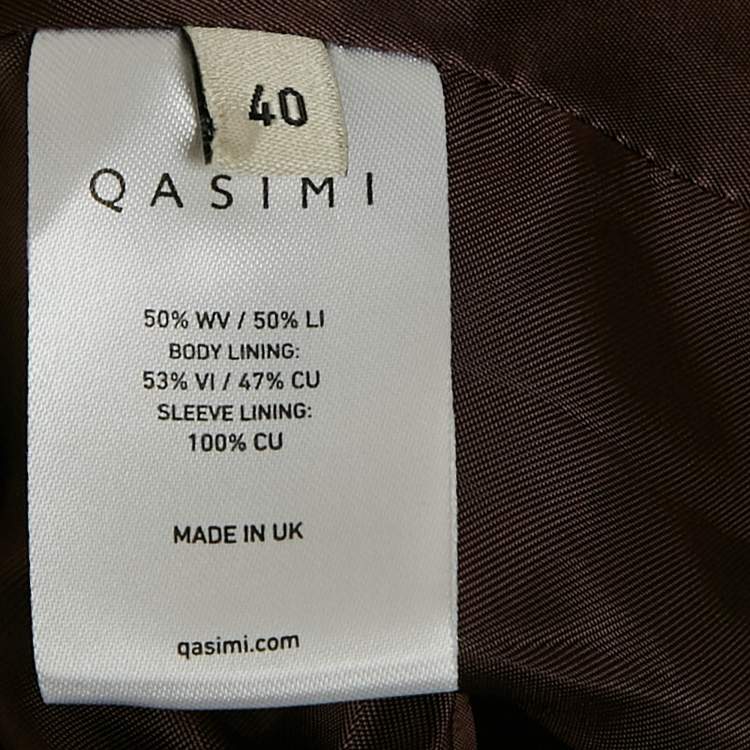 40
QASIMI
50% WV / 50% LI
BODY LINING:
53% VI / 47% CU
SLEEVE LINING:
100% CU
MADE IN UK
qasimi.com